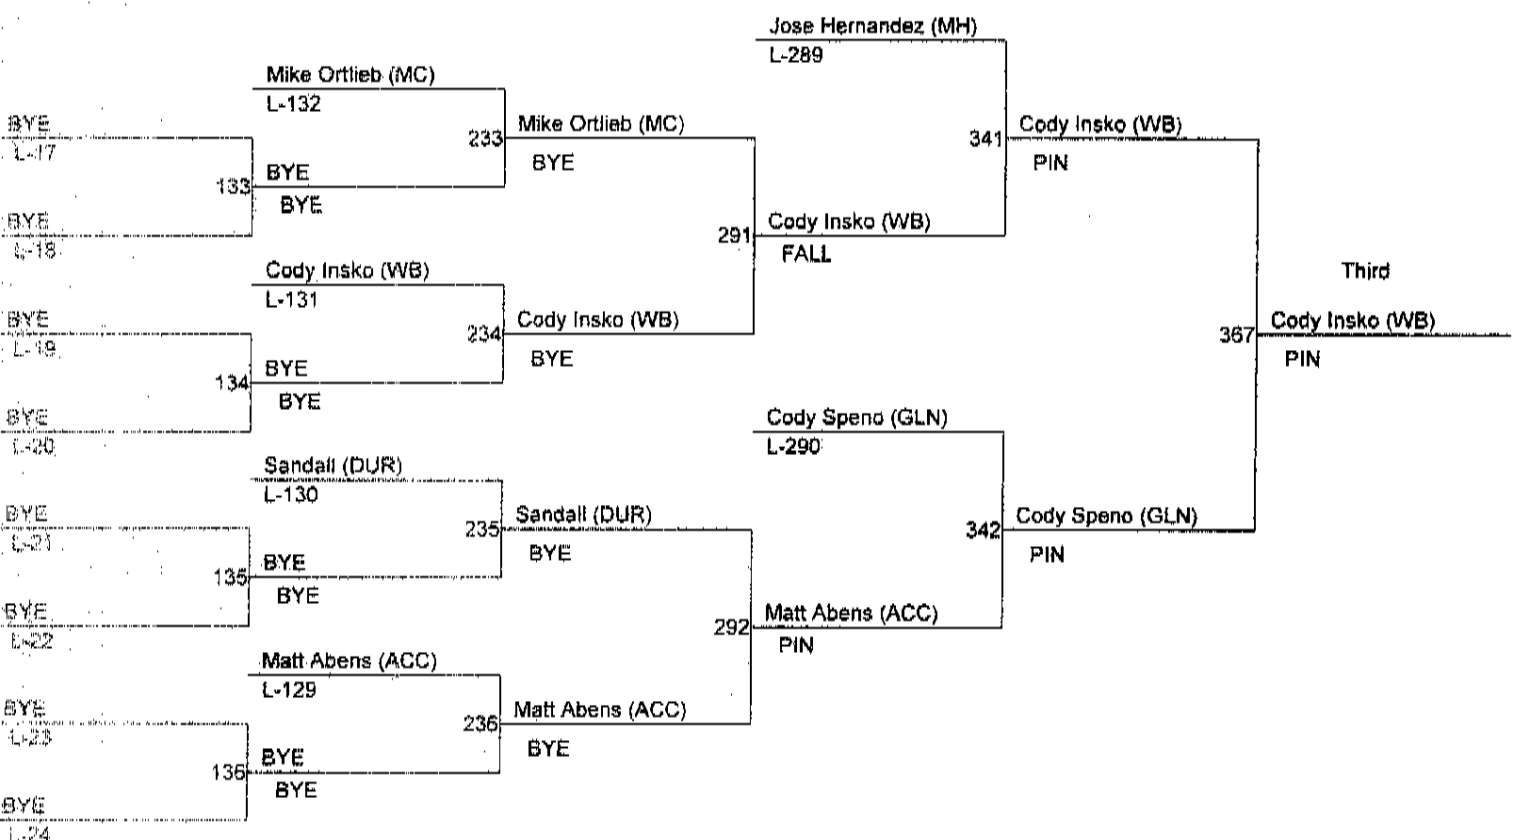 Jose Hernandez (MH)
L-289
Mike Ortlieb (MC)
L-132
BYE
L-17
233
Mike Ortlieb (MC)
BYE
341
Cody Insko (WB)
PIN
133
BYE
BYE
BYE
L-18
291
Cody Insko (WB)
FALL
Cody Insko (WB)
L-131
Third
BYE
L-19
234
Cody Insko (WB)
BYE
367
Cody Insko (WB)
PIN
134
BYE
BYE
BYE
L-20
Cody Speno (GLN)
L-290
Sandall (DUR)
L-130
BYE
L-21
235
Sandall (DUR)
BYE
342
Cody Speno (GLN)
PIN
135
BYE
BYE
BYE
L-22
292
Matt Abens (ACC)
PIN
Matt Abens (ACC)
L-129
BYE
L-23
236
Matt Abens (ACC)
BYE
136
BYE
BYE
BYE
L-24